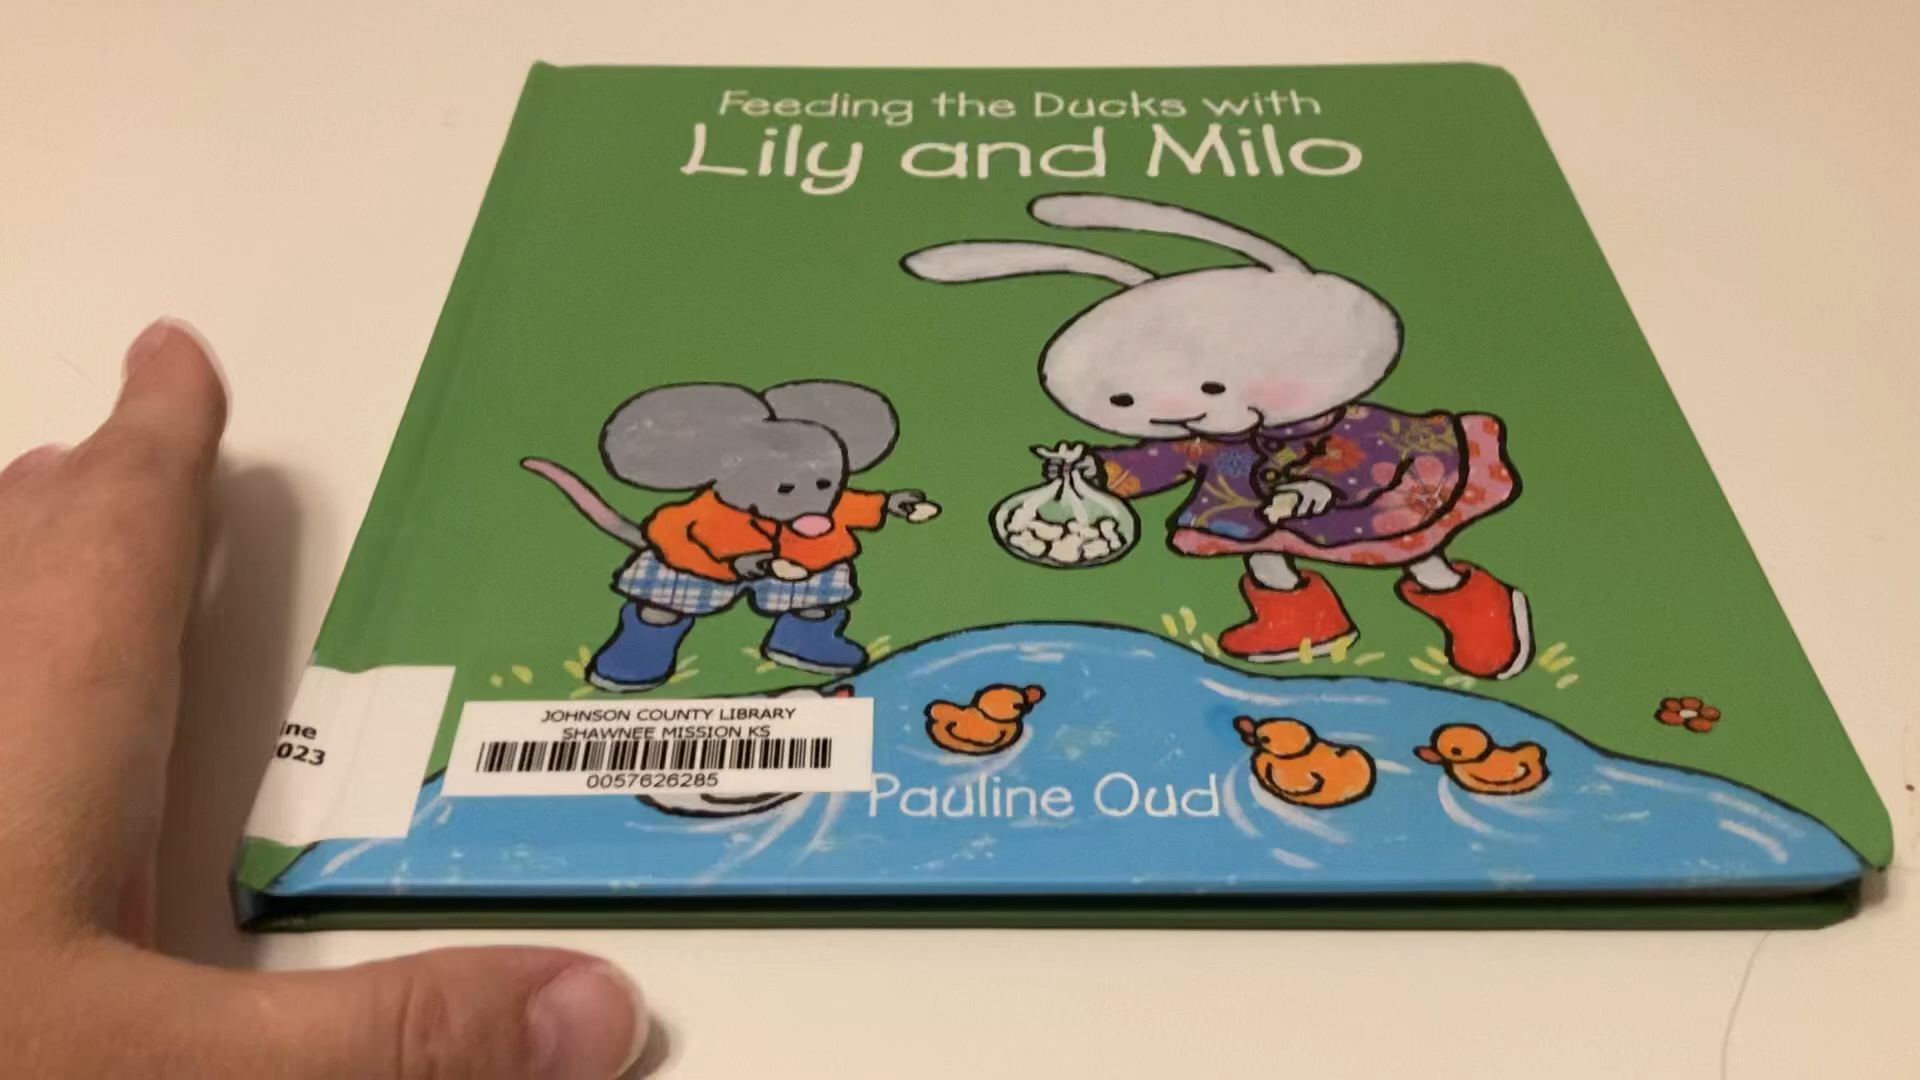 Feeding the Ducks with
Lily and Milo
JOHNSON COUNTY LIBRARY
SHAWNEE MISSION KS
0057626285
Pauline Oud